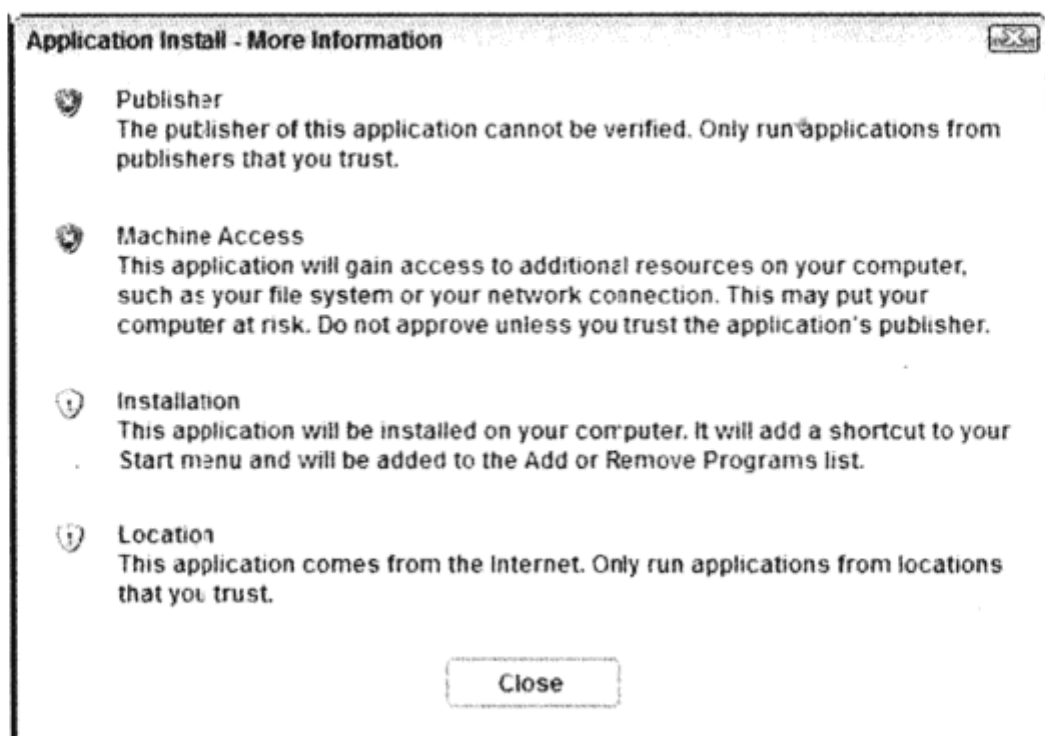 Application Install - More Information
Publisher
The publisher of this application cannot be verified. Only run applications from
publishers that you trust.
Machine Access
This application will gain access to additional resources on your computer,
such as your file system or your network connection. This may put your
computer at risk. Do not approve unless you trust the application's publisher.
Installation
This application will be installed on your computer. It will add a shortcut to your
Start menu and will be added to the Add or Remove Programs list.
Location
This application comes from the Internet. Only run applications from locations
that you trust.
Close